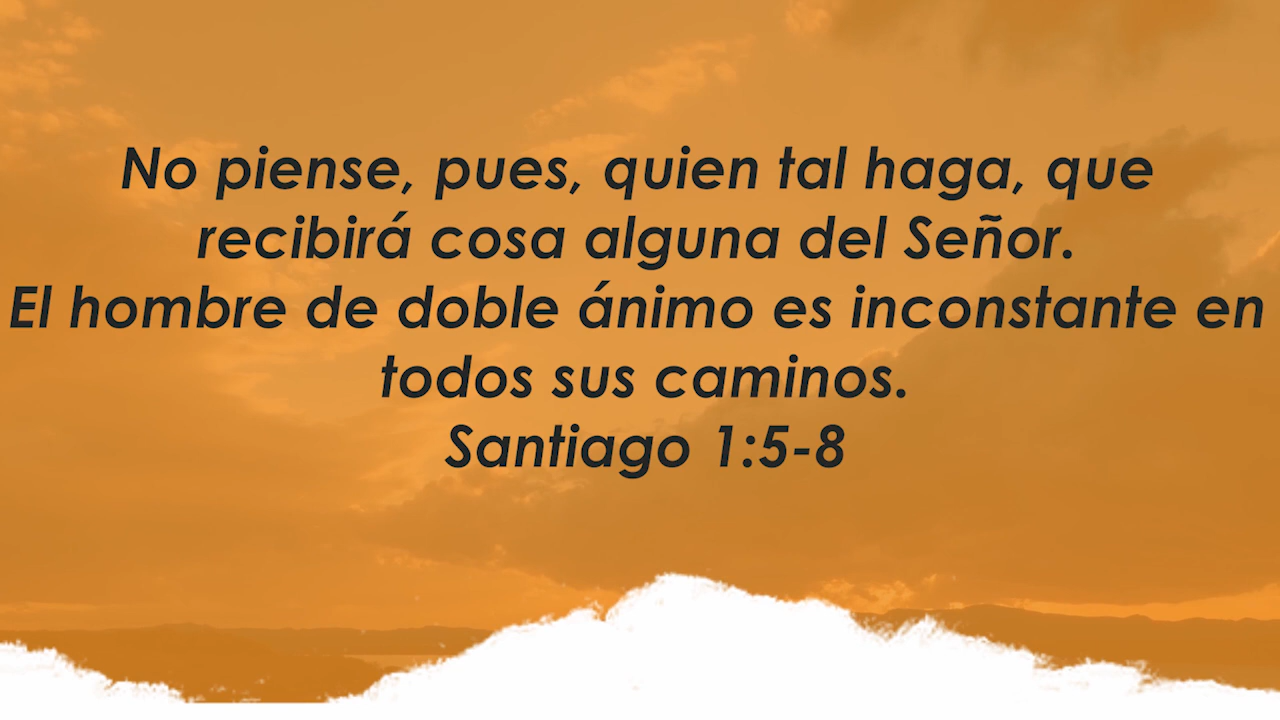 No piense, pues, quien tal haga, que
recibirá cosa alguna del Señor.
El hombre de doble ánimo es inconstante en
todos sus caminos.
Santiago 1:5-8